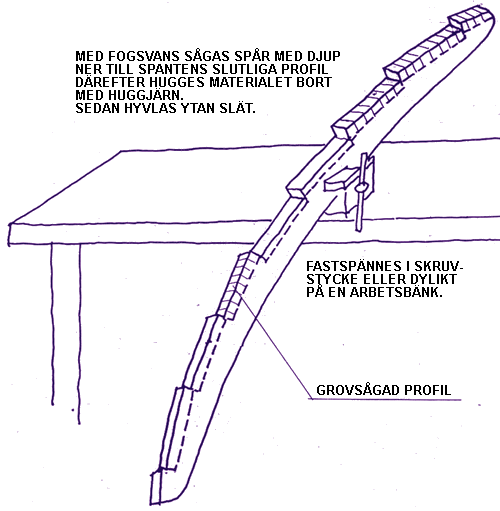 MED FOGSVANS SÅGAS SPÅR MED DJUP
NER TILL SPANTENS SLUTLIGA PROFIL
DÄREFTER HUGGES MATERIALET BORT
MED HUGGJÄRN.
SEDAN HYVLAS YTAN SLÄT.
FASTSPÄNNES I SKRUV-
STYCKE ELLER DYLIKT
PÅ EN ARBETSBÄNK.
GROVSÅGAD PROFIL